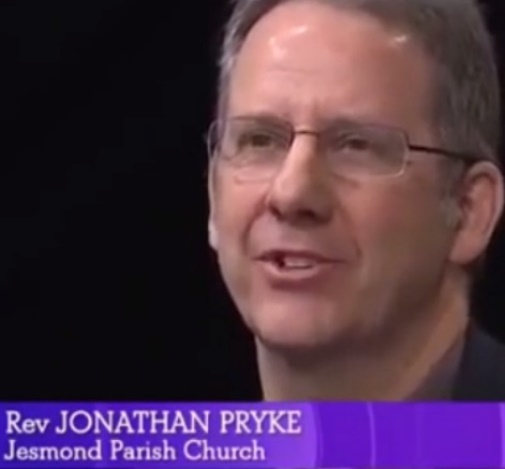 Rev JONATHAN PRYKE
Jesmond Parish Church